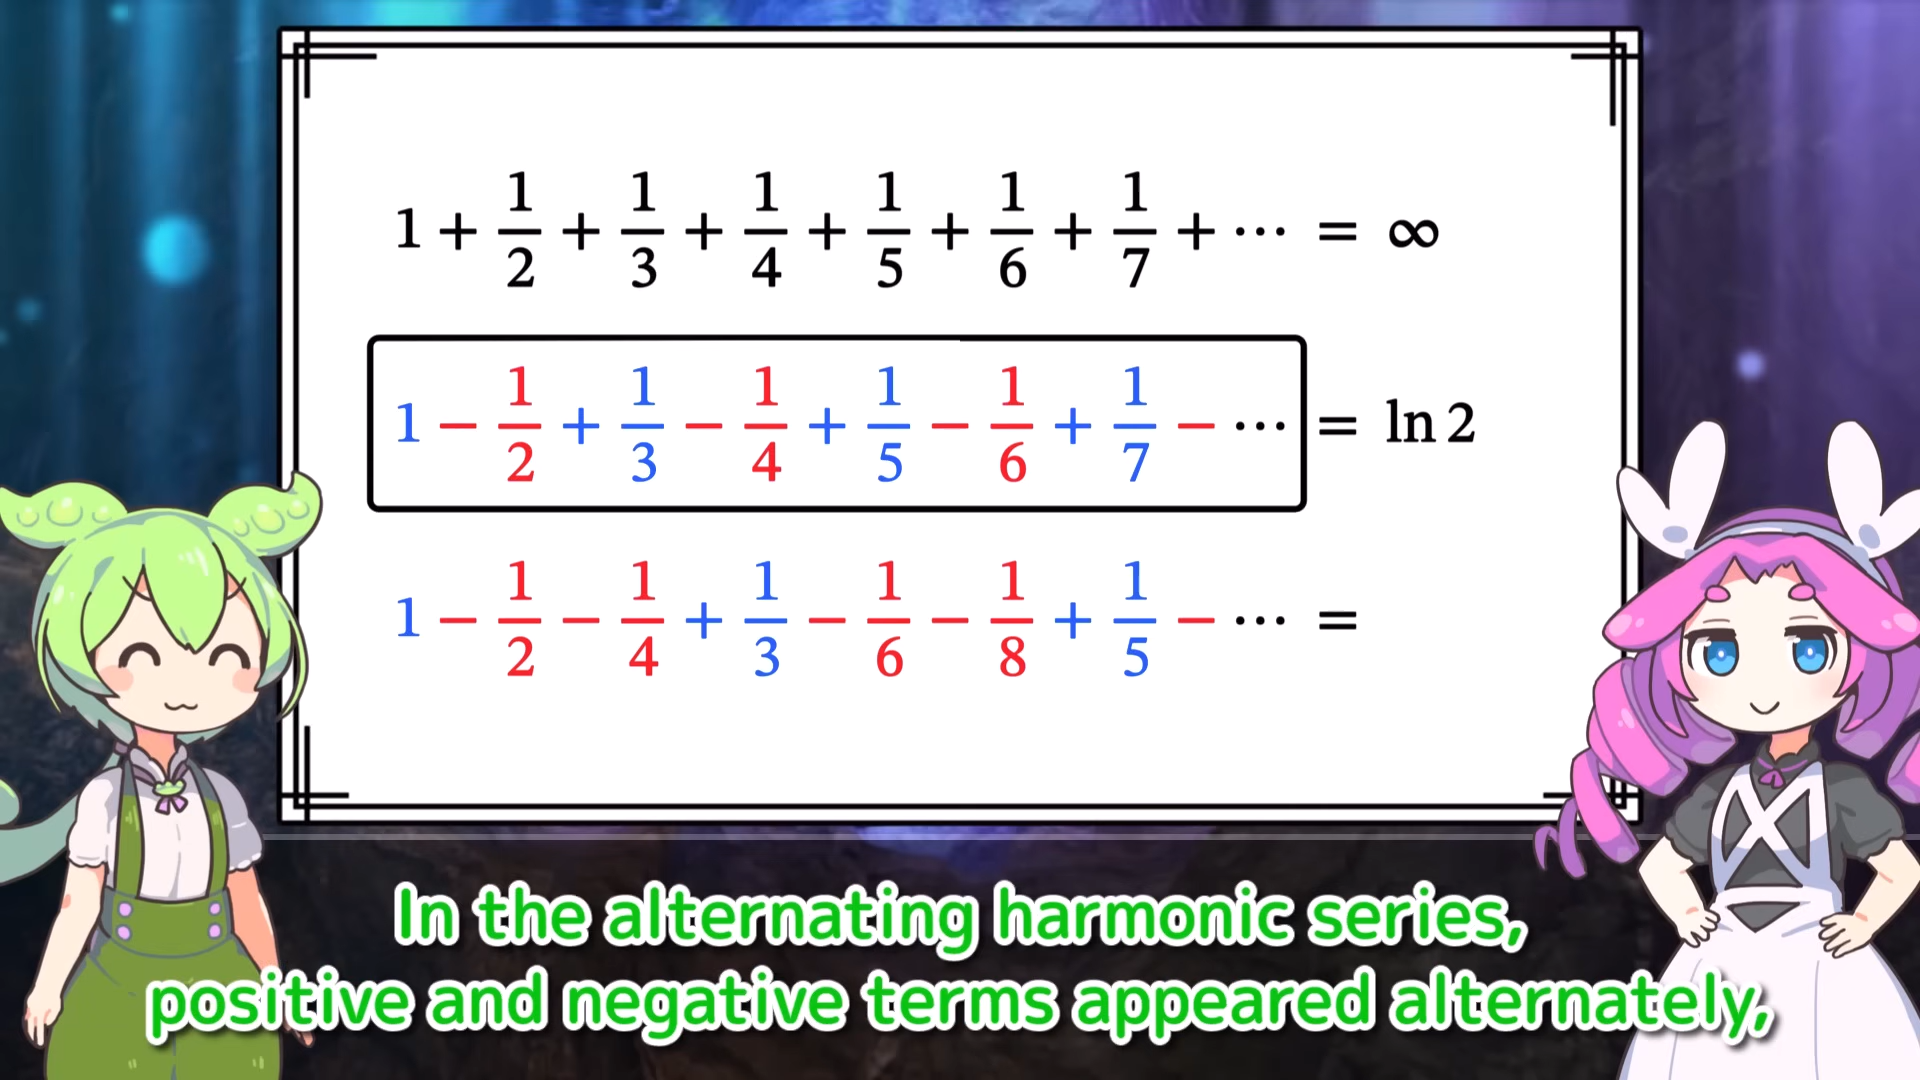 1 + 1/2 + 1/3 + 1/4 + 1/5 + 1/6 + 1/7 + ⋯ = ∞
1 − 1/2 + 1/3 − 1/4 + 1/5 − 1/6 + 1/7 − ⋯ = ln 2
1 − 1/2 − 1/4 + 1/3 − 1/6 − 1/8 + 1/5 − ⋯ =
In the alternating harmonic series,
positive and negative terms appeared alternately,